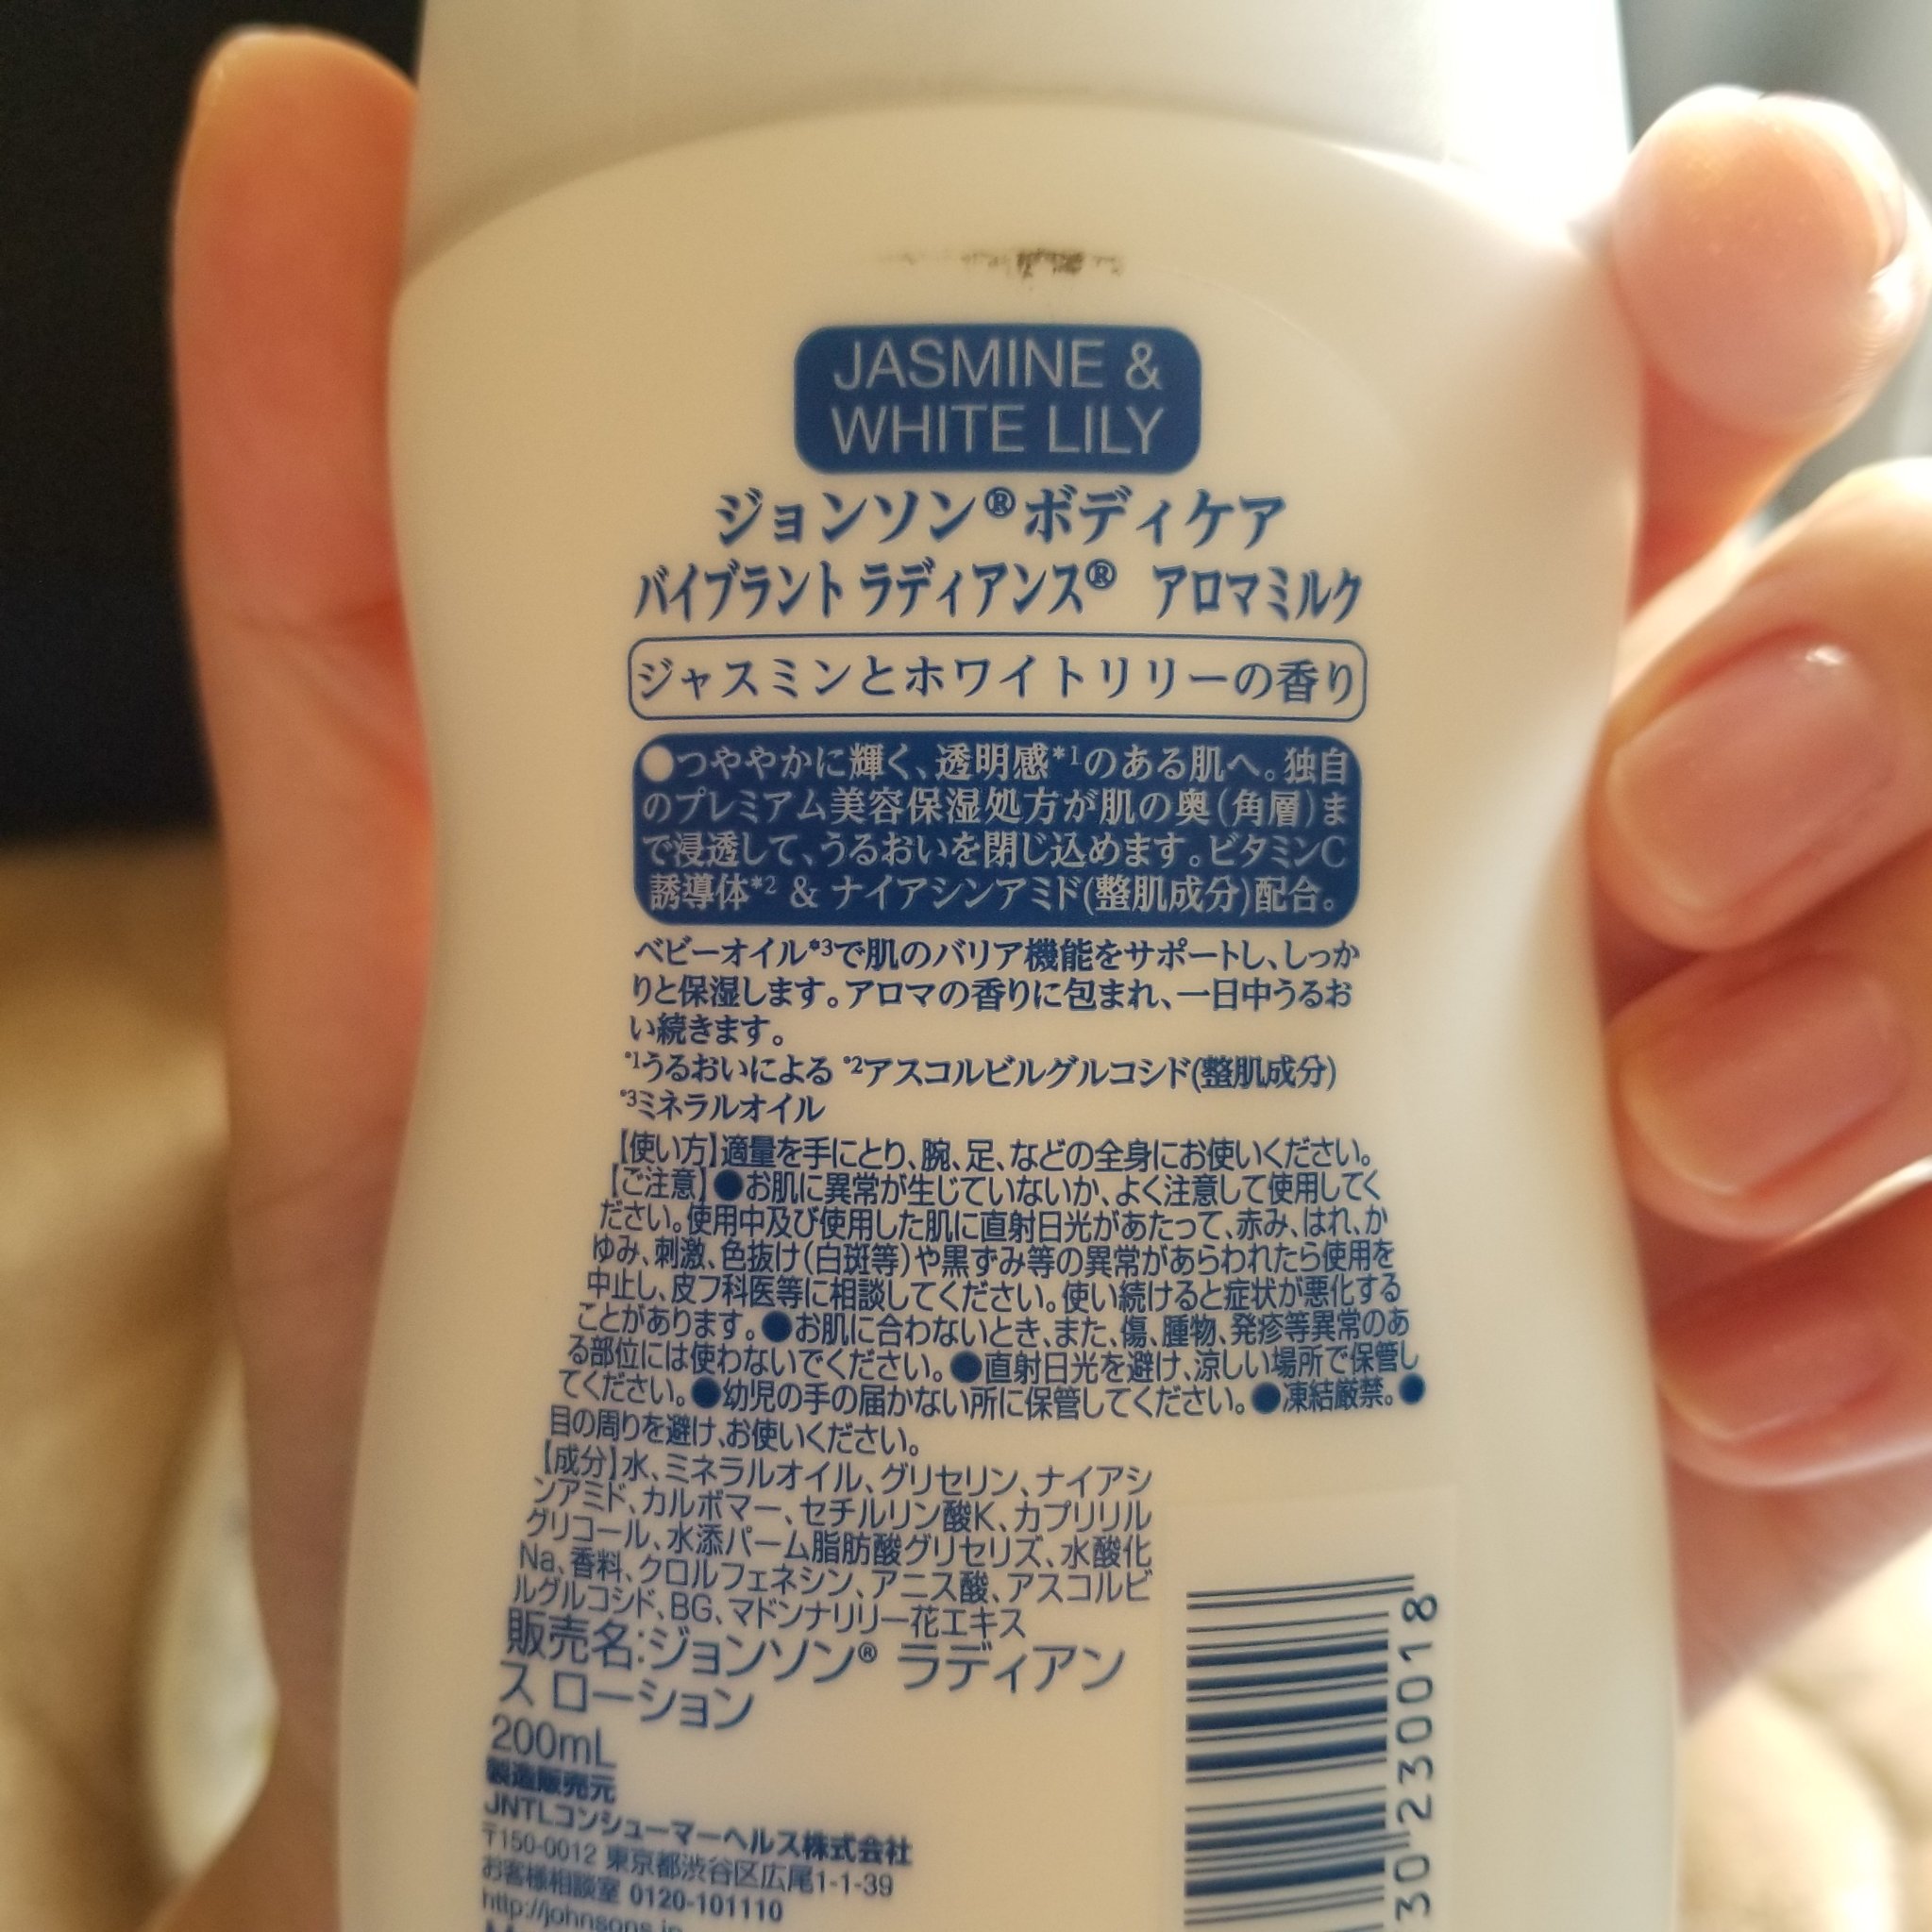 JASMINE &
WHITE LILY
ジョンソン®ボディケア
バイブラント ラディアンス® アロマミルク
ジャスミンとホワイトリリーの香り
●つややかに輝く、透明感*1のある肌へ。独自
のプレミアム美容保湿処方が肌の奥(角層)ま
で浸透して、うるおいを閉じ込めます。ビタミンC
誘導体*2 & ナイアシンアミド(整肌成分)配合。
ベビーオイル*3で肌のバリア機能をサポートし、しっか
りと保湿します。アロマの香りに包まれ、一日中うるお
い続きます。
*1うるおいによる *2アスコルビルグルコシド(整肌成分)
*3ミネラルオイル
【使い方】適量を手にとり、腕、足、などの全身にお使いください。
【ご注意】●お肌に異常が生じていないか、よく注意して使用してく
ださい。使用中及び使用した肌に直射日光があたって、赤み、はれ、か
ゆみ、刺激、色抜け(白斑等)や黒ずみ等の異常があらわれたら使用を
中止し、皮フ科医等に相談してください。使い続けると症状が悪化する
ことがあります。●お肌に合わないとき、また、傷、腫物、発疹等異常のあ
る部位には使わないでください。●直射日光を避け、涼しい場所で保管し
てください。●幼児の手の届かない所に保管してください。●凍結厳禁。●
目の周りを避け、お使いください。
【成分】水、ミネラルオイル、グリセリン、ナイアシ
ンアミド、カルボマー、セチルリン酸K、カプリリル
グリコール、水添パーム脂肪酸グリセリズ、水酸化
Na、香料、クロルフェネシン、アニス酸、アスコルビ
ルグルコシド、BG、マドンナリリー花エキス
販売名:ジョンソン® ラディアン
ス ローション
200mL
製造販売元
JNTLコンシューマーヘルス株式会社
〒150-0012 東京都渋谷区広尾1-1-39
お客様相談室 0120-101110
http://johnsons.jp
30 230018